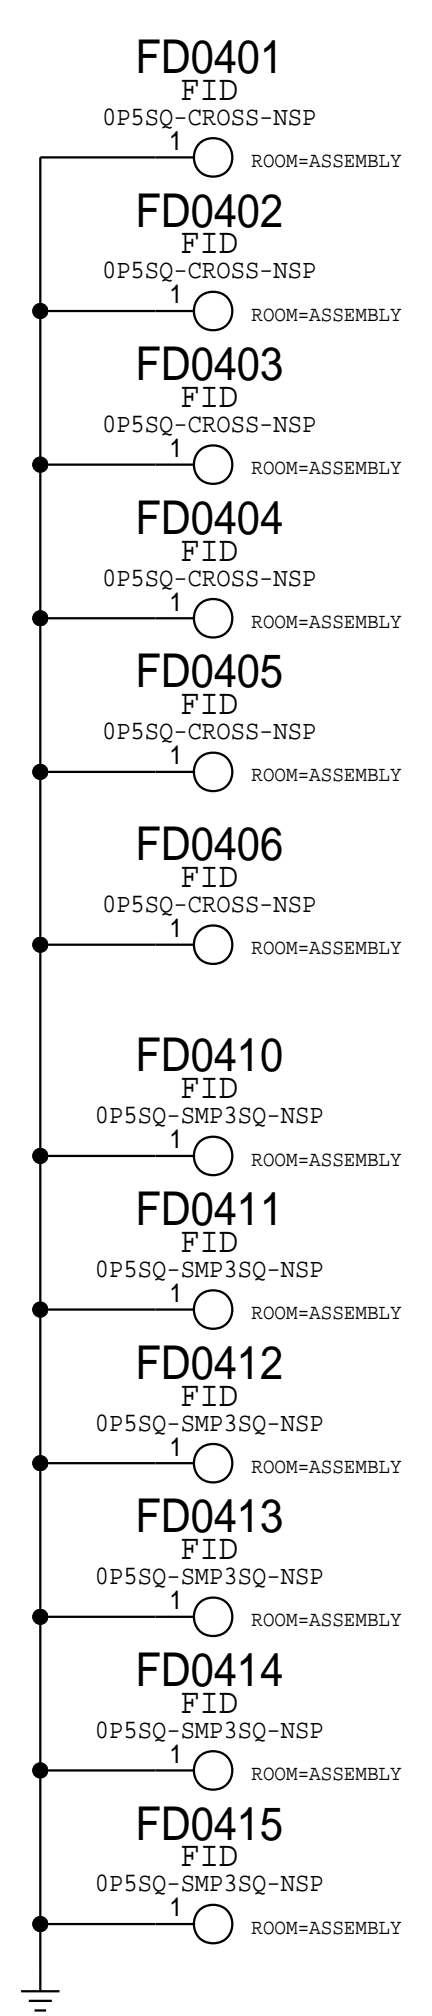 FD0401
FID
0P5SQ-CROSS-NSP
1
ROOM=ASSEMBLY
FD0402
FID
0P5SQ-CROSS-NSP
1
ROOM=ASSEMBLY
FD0403
FID
0P5SQ-CROSS-NSP
1
ROOM=ASSEMBLY
FD0404
FID
0P5SQ-CROSS-NSP
1
ROOM=ASSEMBLY
FD0405
FID
0P5SQ-CROSS-NSP
1
ROOM=ASSEMBLY
FD0406
FID
0P5SQ-CROSS-NSP
1
ROOM=ASSEMBLY
FD0410
FID
0P5SQ-SMP3SQ-NSP
1
ROOM=ASSEMBLY
FD0411
FID
0P5SQ-SMP3SQ-NSP
1
ROOM=ASSEMBLY
FD0412
FID
0P5SQ-SMP3SQ-NSP
1
ROOM=ASSEMBLY
FD0413
FID
0P5SQ-SMP3SQ-NSP
1
ROOM=ASSEMBLY
FD0414
FID
0P5SQ-SMP3SQ-NSP
1
ROOM=ASSEMBLY
FD0415
FID
0P5SQ-SMP3SQ-NSP
1
ROOM=ASSEMBLY